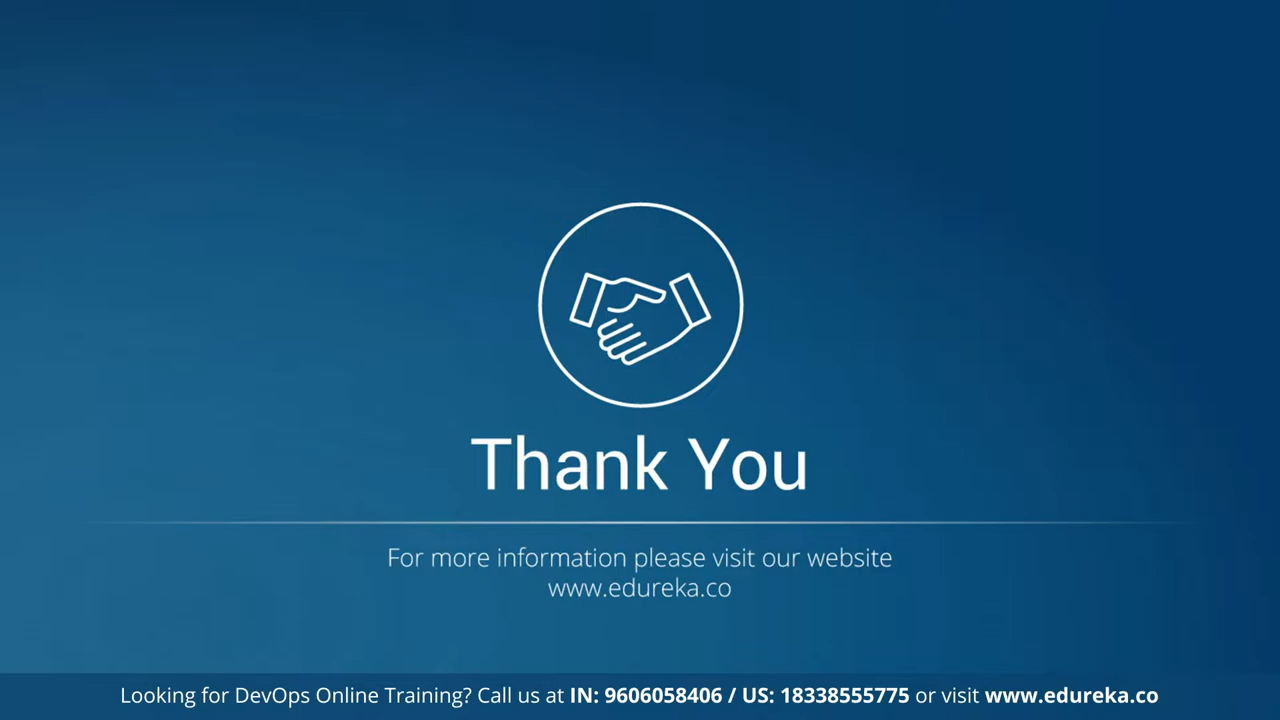 Thank You
For more information please visit our website
www.edureka.co
Looking for DevOps Online Training? Call us at IN: 9606058406 / US: 18338555775 or visit www.edureka.co